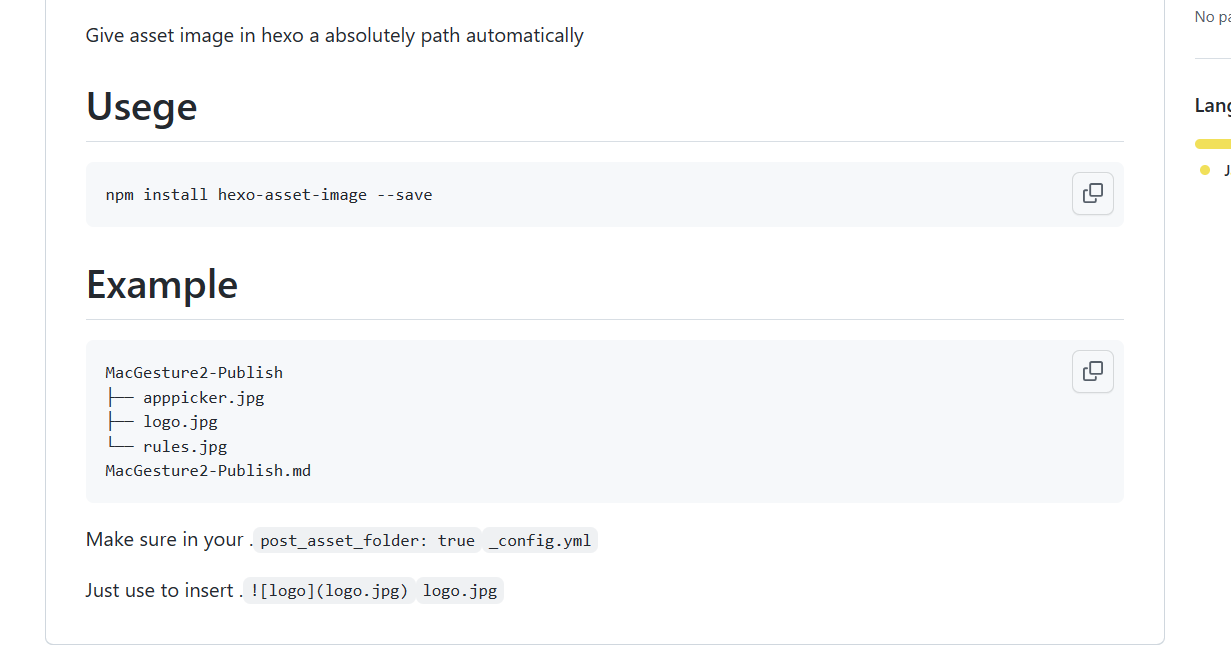 No pa
Give asset image in hexo a absolutely path automatically
Lang
Usege
J
npm install hexo-asset-image --save
Example
MacGesture2-Publish
├── apppicker.jpg
├── logo.jpg
└── rules.jpg
MacGesture2-Publish.md
Make sure in your . post_asset_folder: true _config.yml
Just use to insert . ![logo](logo.jpg) logo.jpg